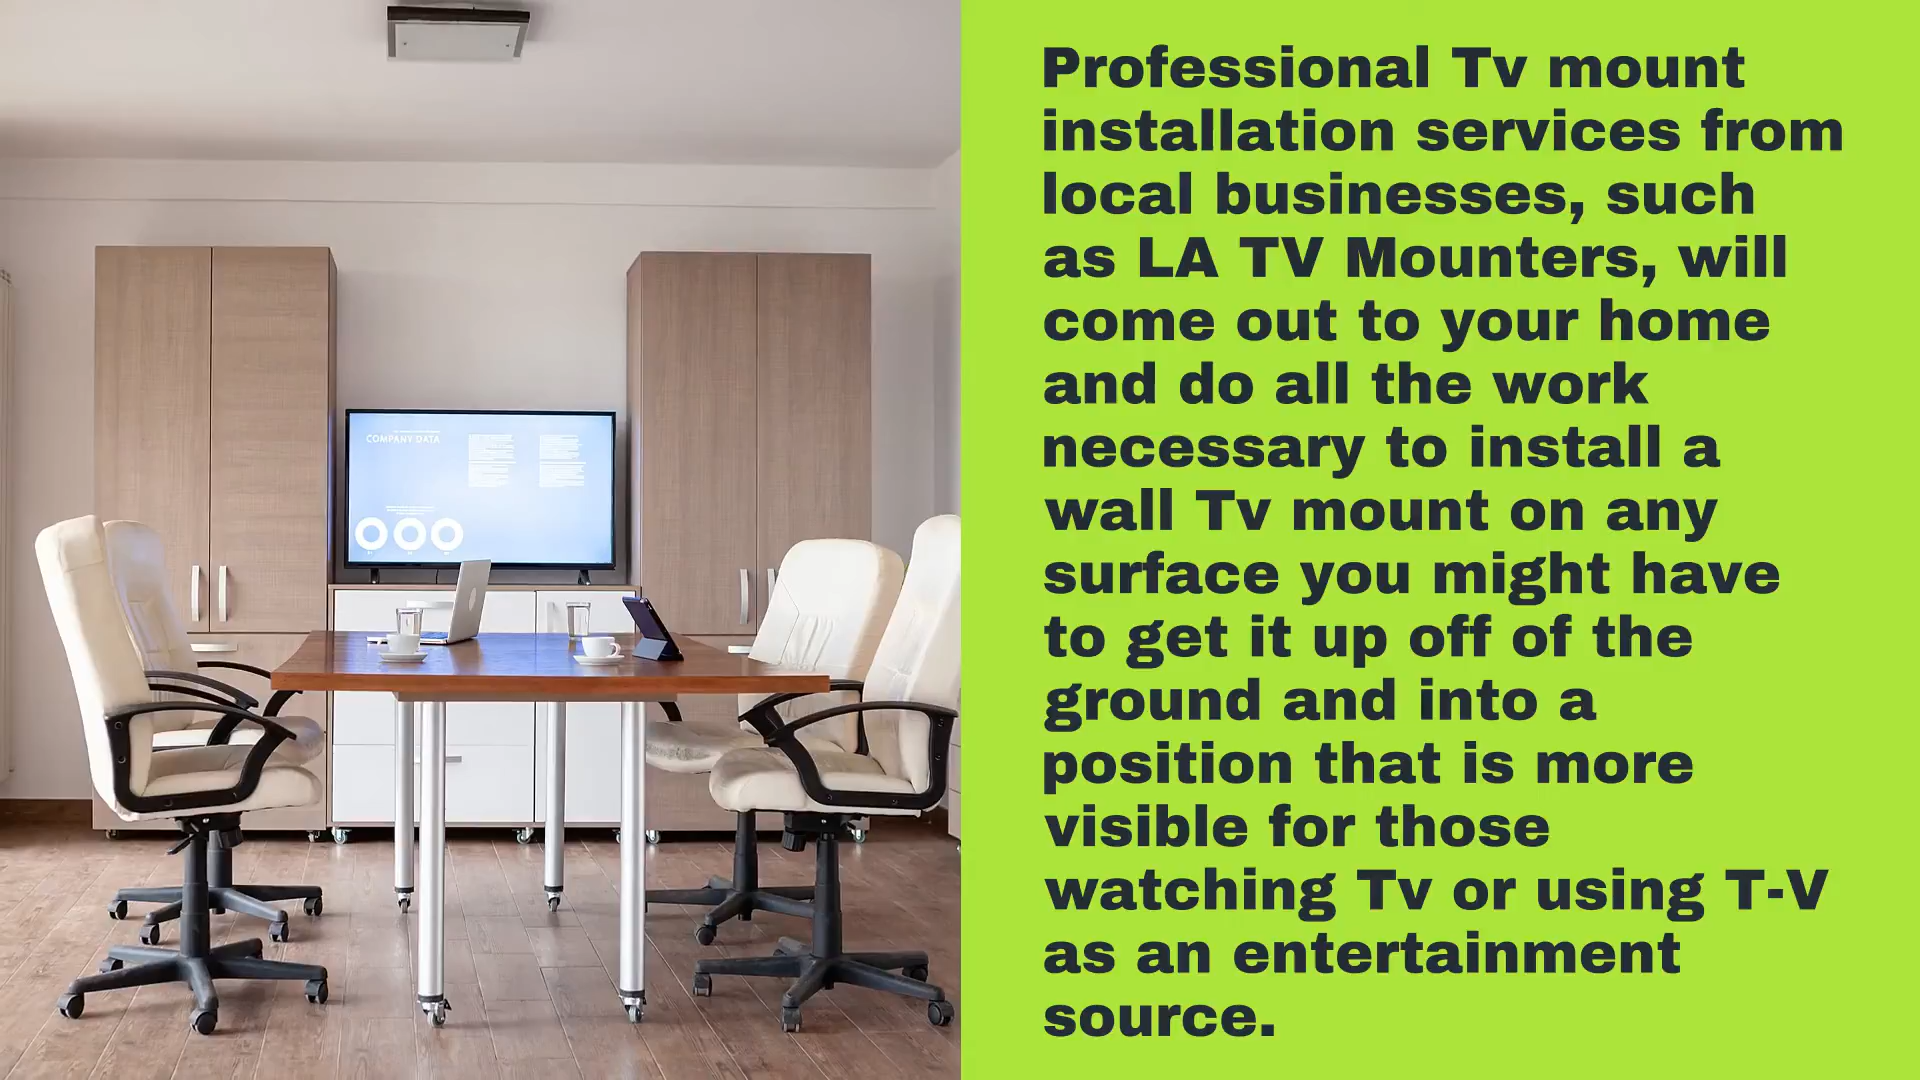 Professional Tv mount
installation services from
local businesses, such
as LA TV Mounters, will
come out to your home
and do all the work
necessary to install a
wall Tv mount on any
surface you might have
to get it up off of the
ground and into a
position that is more
visible for those
watching Tv or using T-V
as an entertainment
source.
COMPANY DATA